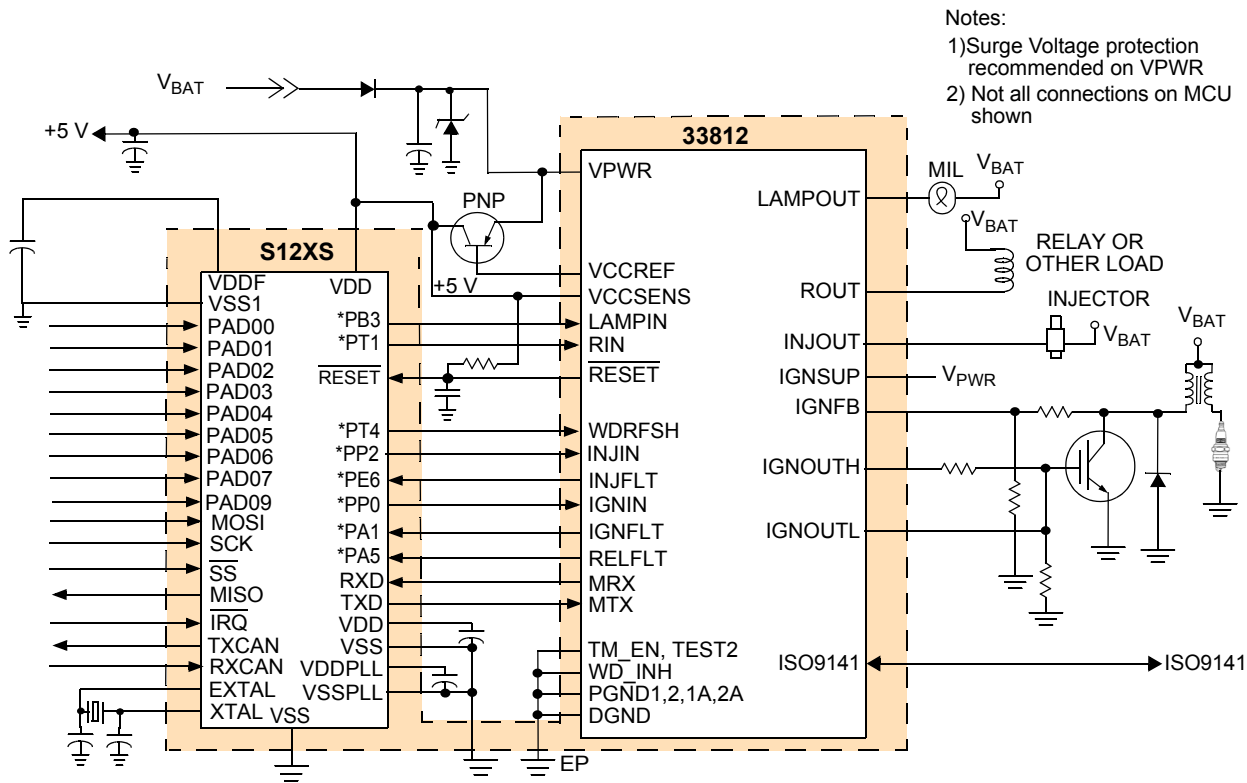 Notes:
1)Surge Voltage protection
recommended on VPWR
2) Not all connections on MCU
shown
VBAT
+5 V
33812
VPWR
PNP
LAMPOUT
MIL
VBAT
VBAT
RELAY OR
OTHER LOAD
S12XS
VDDF
VDD
+5 V
VCCREF
VCCSENS
ROUT
INJECTOR
VSS1
*PB3
LAMPIN
VBAT
PAD00
PAD01
*PT1
RIN
INJOUT
VBAT
PAD02
RESET
RESET
IGNSUP
VPWR
PAD03
IGNFB
PAD04
PAD05
*PT4
WDRFSH
PAD06
*PP2
INJIN
IGNOUTH
PAD07
*PE6
INJFLT
PAD09
*PP0
IGNIN
MOSI
*PA1
IGNFLT
IGNOUTL
SCK
*PA5
RELFLT
SS
RXD
MRX
MISO
TXD
MTX
IRQ
VDD
TXCAN
VSS
TM_EN, TEST2
RXCAN
VDDPLL
WD_INH
ISO9141
ISO9141
EXTAL
VSSPLL
PGND1,2,1A,2A
XTAL
VSS
DGND
EP